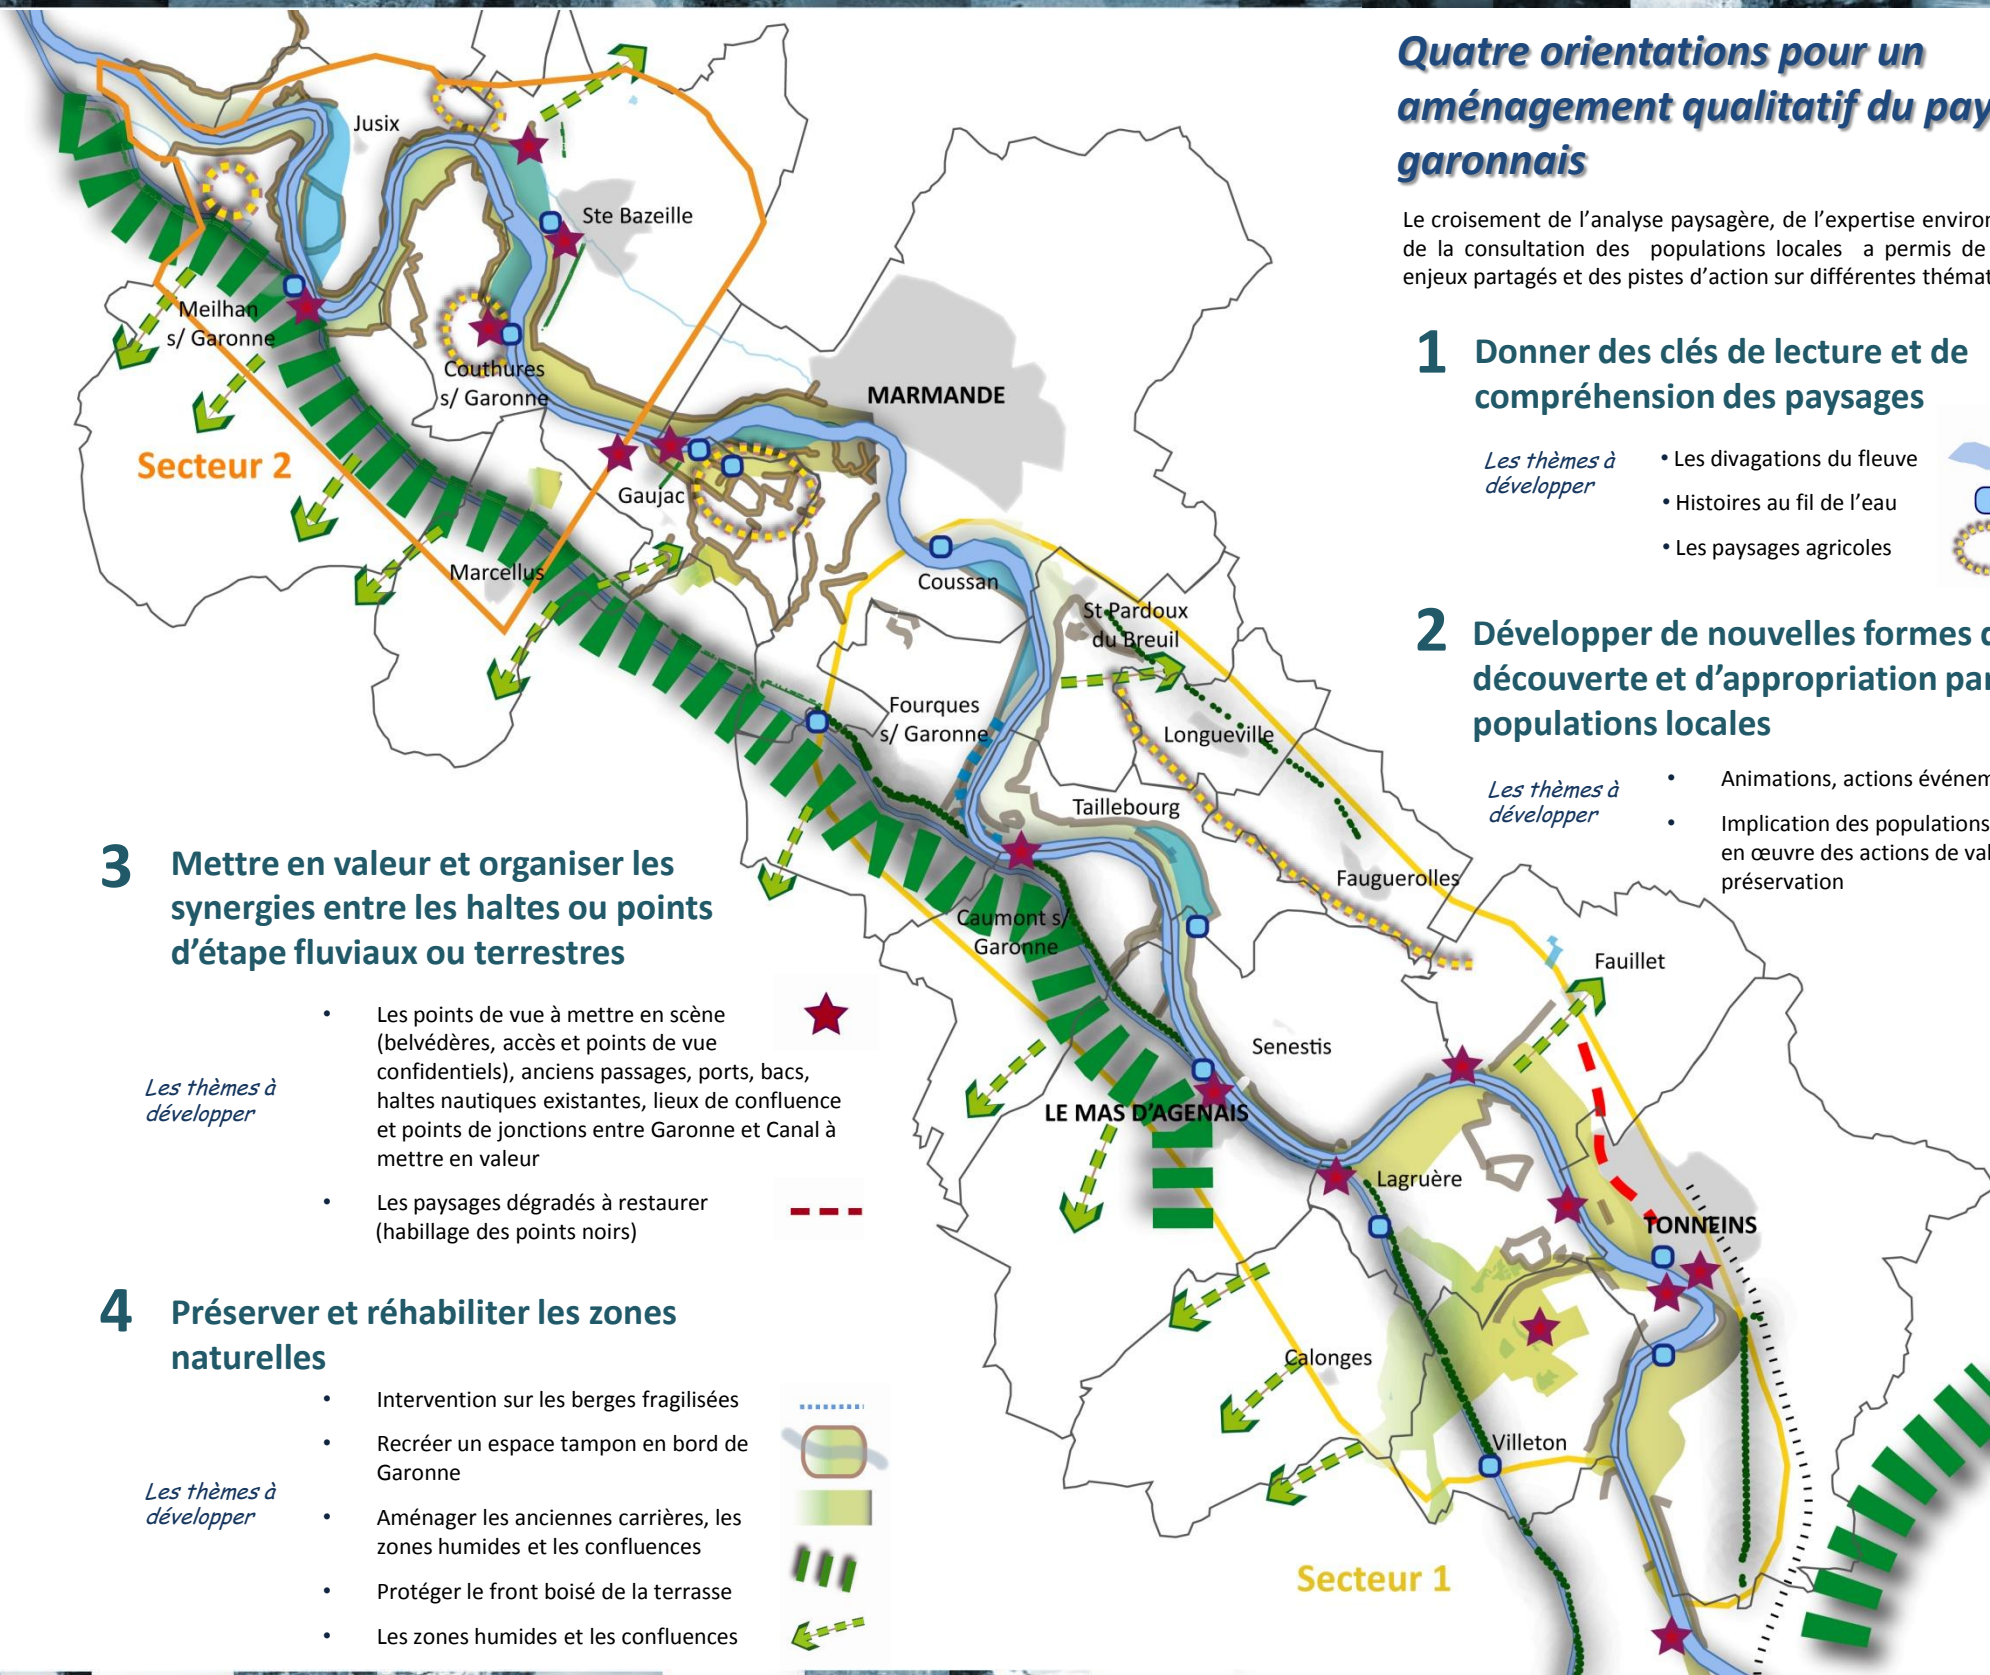 Quatre orientations pour un
aménagement qualitatif du pay
garonnais
Le croisement de l'analyse paysagère, de l'expertise enviror
de la consultation des populations locales a permis de
enjeux partagés et des pistes d'action sur différentes thémat
1 Donner des clés de lecture et de
compréhension des paysages
Les thèmes à
développer
• Les divagations du fleuve
• Histoires au fil de l'eau
• Les paysages agricoles
2 Développer de nouvelles formes d
découverte et d'appropriation par
populations locales
Les thèmes à
développer
• Animations, actions événem
• Implication des populations
en œuvre des actions de val
préservation
3 Mettre en valeur et organiser les
synergies entre les haltes ou points
d'étape fluviaux ou terrestres
Les thèmes à
développer
• Les points de vue à mettre en scène
(belvédères, accès et points de vue
confidentiels), anciens passages, ports, bacs,
haltes nautiques existantes, lieux de confluence
et points de jonctions entre Garonne et Canal à
mettre en valeur
• Les paysages dégradés à restaurer
(habillage des points noirs)
4 Préserver et réhabiliter les zones
naturelles
Les thèmes à
développer
• Intervention sur les berges fragilisées
• Recréer un espace tampon en bord de
Garonne
• Aménager les anciennes carrières, les
zones humides et les confluences
• Protéger le front boisé de la terrasse
• Les zones humides et les confluences
Jusix
Ste Bazeille
Meilhan
s/ Garonne
Couthures
s/ Garonne
MARMANDE
Secteur 2
Gaujac
Marcellus
Coussan
St Pardoux
du Breuil
Fourques
s/ Garonne
Longueville
Taillebourg
Fauguerolles
Caumont s/
Garonne
Fauillet
Senestis
LE MAS D'AGENAIS
Lagruère
TONNEINS
Calonges
Villeton
Secteur 1